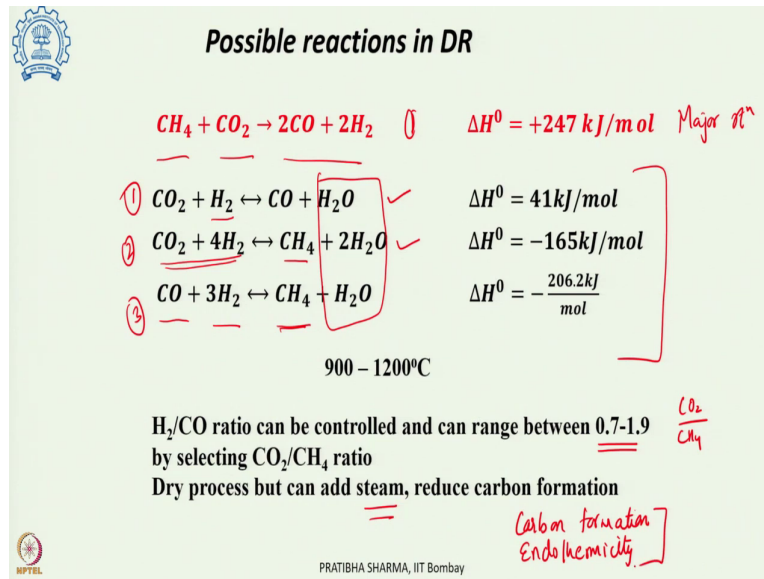 Possible reactions in DR
CH₄ + CO₂ → 2CO + 2H₂ ① ΔH⁰ = +247 kJ/mol Major rⁿ
① CO₂ + H₂ ↔ CO + H₂O ✓ ΔH⁰ = 41kJ/mol
② CO₂ + 4H₂ ↔ CH₄ + 2H₂O ✓ ΔH⁰ = −165kJ/mol
③ CO + 3H₂ ↔ CH₄ + H₂O ΔH⁰ = − 206.2kJ/mol
900 – 1200⁰C
H₂/CO ratio can be controlled and can range between 0.7-1.9 CO₂/CH₄
by selecting CO₂/CH₄ ratio
Dry process but can add steam, reduce carbon formation
Carbon formation
Endothermicity
NPTEL
PRATIBHA SHARMA, IIT Bombay